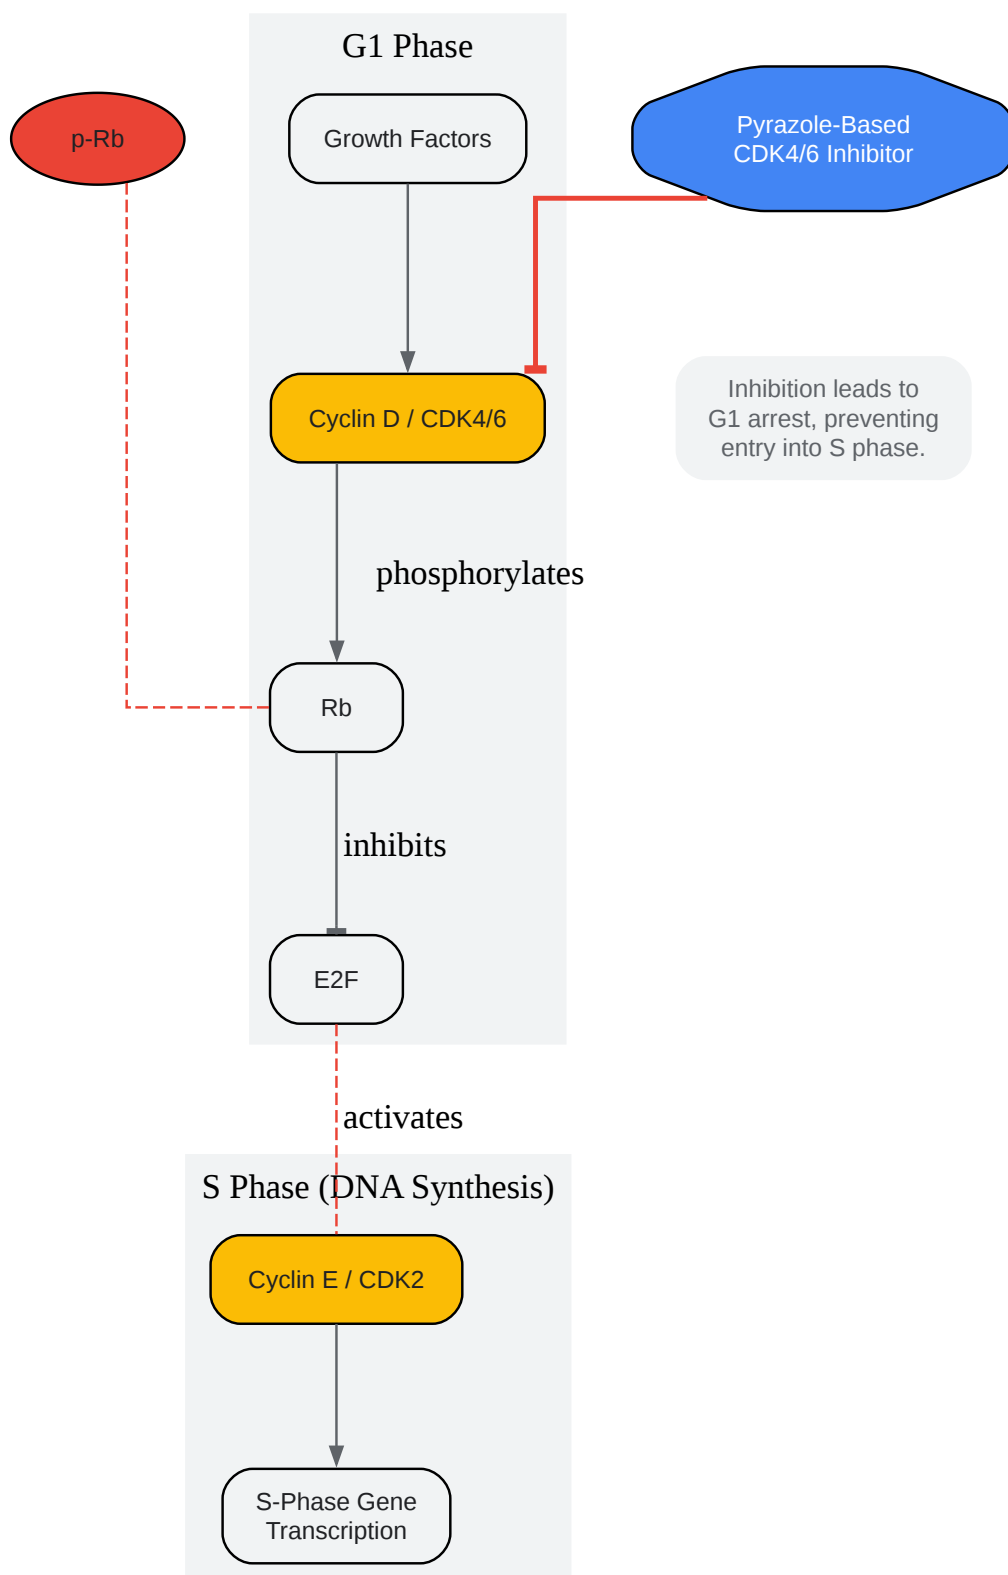 G1 Phase
p-Rb
Growth Factors
Pyrazole-Based
CDK4/6 Inhibitor
Cyclin D / CDK4/6
Inhibition leads to
G1 arrest, preventing
entry into S phase.
phosphorylates
Rb
inhibits
E2F
activates
S Phase (DNA Synthesis)
Cyclin E / CDK2
S-Phase Gene
Transcription